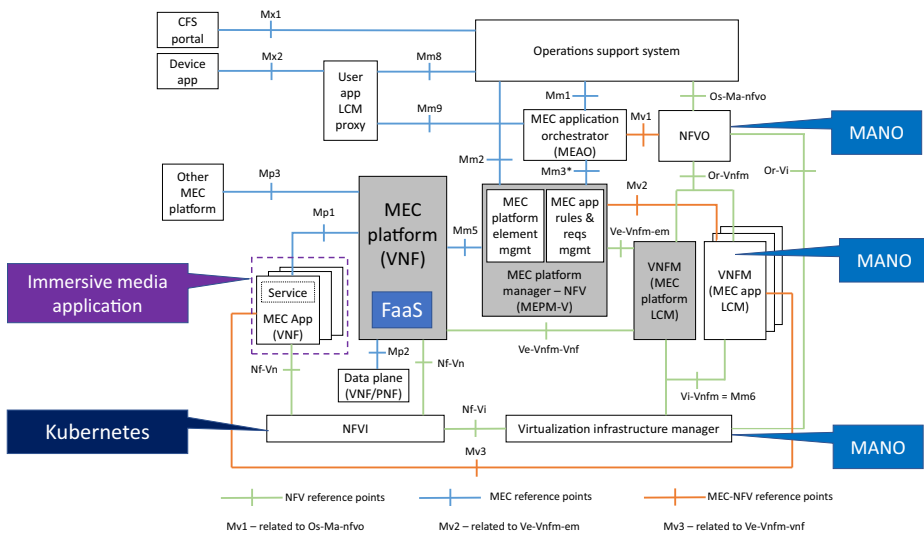 CFS
portal
Mx1
Operations support system
Device
app
Mx2
User
app
LCM
proxy
Mm8
Mm9
Mm1
Os-Ma-nfvo
MEC application
orchestrator
(MEAO)
Mv1
NFVO
MANO
Mm2
Mm3*
Or-Vnfm
Or-Vi
Other
MEC
platform
Mp3
Mp1
MEC
platform
(VNF)
FaaS
Mm5
MEC
platform
element
mgmt
MEC app
rules &
reqs
mgmt
MEC platform
manager – NFV
(MEPM-V)
Mv2
Ve-Vnfm-em
VNFM
(MEC
platform
LCM)
VNFM
(MEC app
LCM)
MANO
Immersive media
application
Service
MEC App
(VNF)
Ve-Vnfm-Vnf
Nf-Vn
Mp2
Nf-Vn
Data plane
(VNF/PNF)
Vi-Vnfm = Mm6
Kubernetes
NFVI
Nf-Vi
Virtualization infrastructure manager
MANO
Mv3
NFV reference points
MEC reference points
MEC-NFV reference points
Mv1 – related to Os-Ma-nfvo
Mv2 – related to Ve-Vnfm-em
Mv3 – related to Ve-Vnfm-vnf